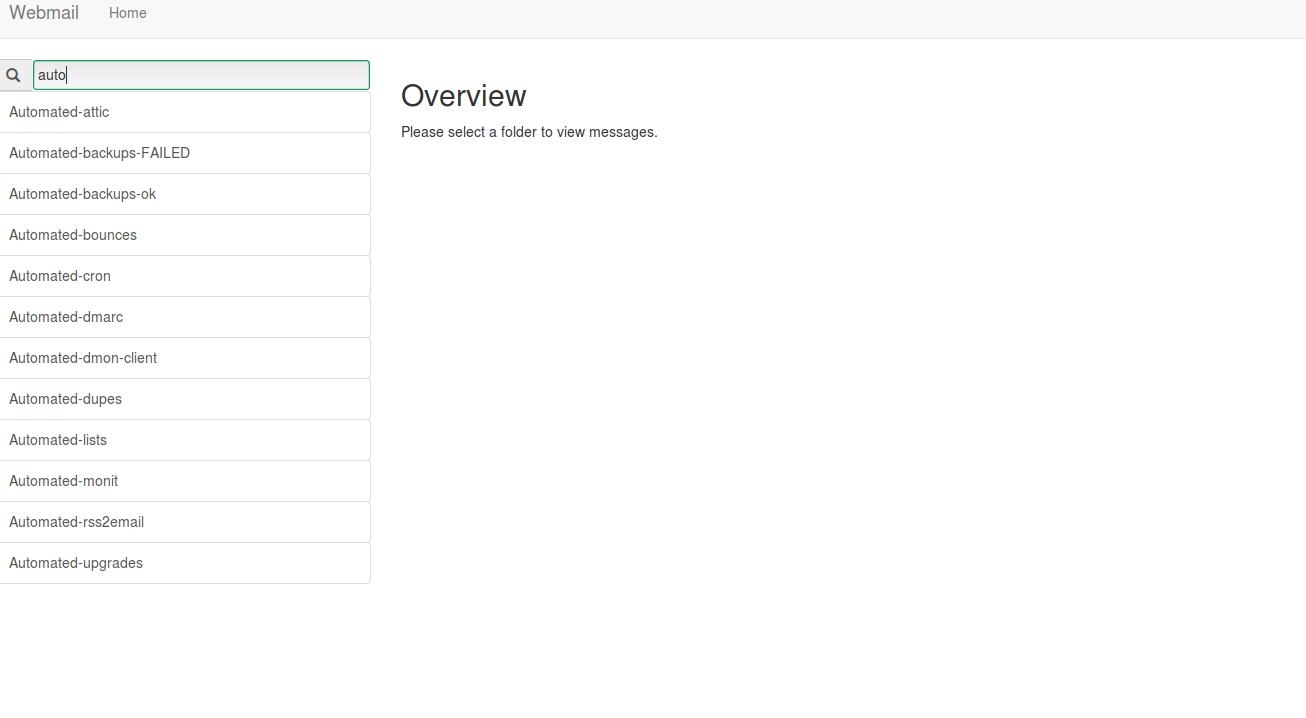 Webmail Home
auto
Automated-attic
Automated-backups-FAILED
Automated-backups-ok
Automated-bounces
Automated-cron
Automated-dmarc
Automated-dmon-client
Automated-dupes
Automated-lists
Automated-monit
Automated-rss2email
Automated-upgrades
Overview
Please select a folder to view messages.